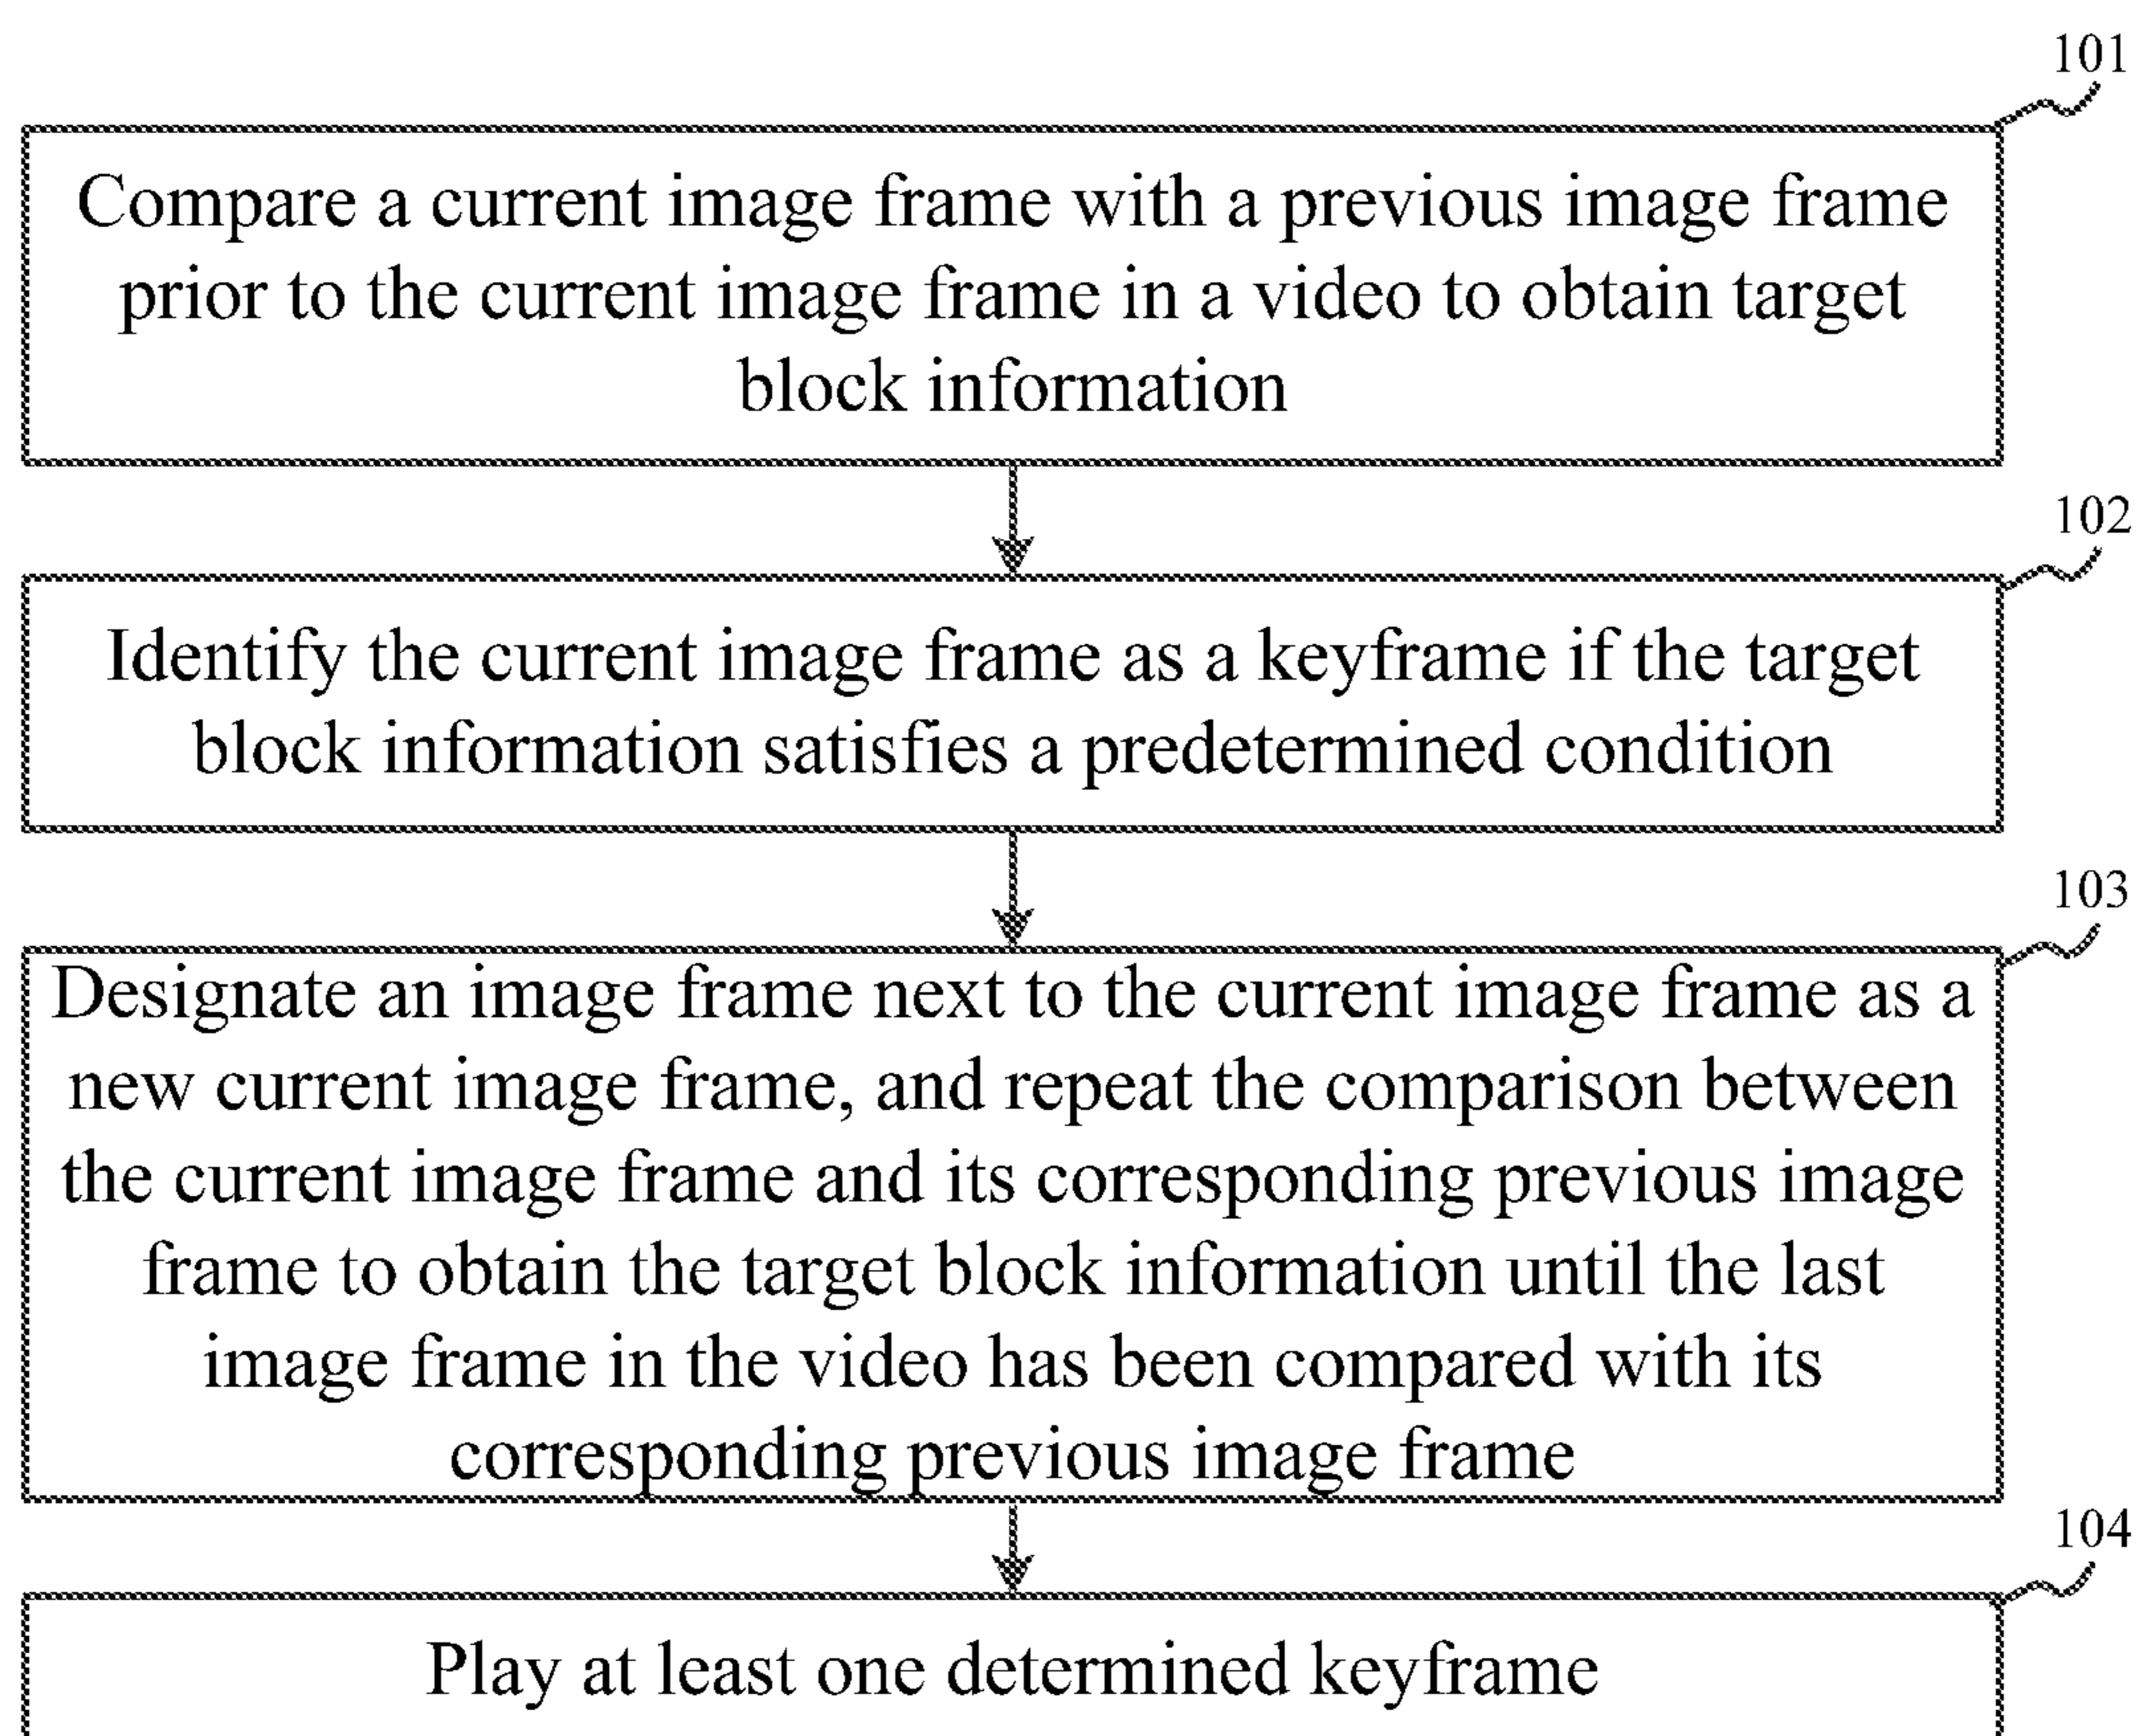 101
Compare a current image frame with a previous image frame
prior to the current image frame in a video to obtain target
block information
102
Identify the current image frame as a keyframe if the target
block information satisfies a predetermined condition
103
Designate an image frame next to the current image frame as a
new current image frame, and repeat the comparison between
the current image frame and its corresponding previous image
frame to obtain the target block information until the last
image frame in the video has been compared with its
corresponding previous image frame
104
Play at least one determined keyframe